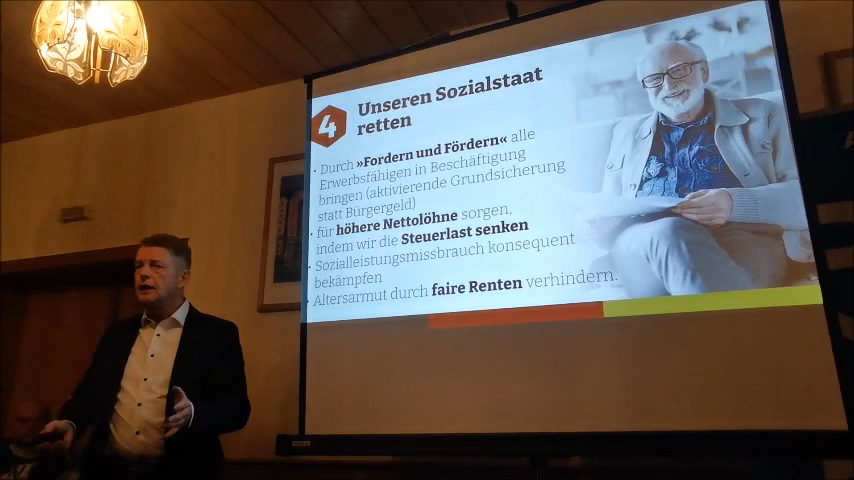 4
Unseren Sozialstaat
retten
• Durch »Fordern und Fördern« alle
Erwerbsfähigen in Beschäftigung
bringen (aktivierende Grundsicherung
statt Bürgergeld)
• für höhere Nettolöhne sorgen,
indem wir die Steuerlast senken
• Sozialleistungsmissbrauch konsequent
bekämpfen
• Altersarmut durch faire Renten verhindern.